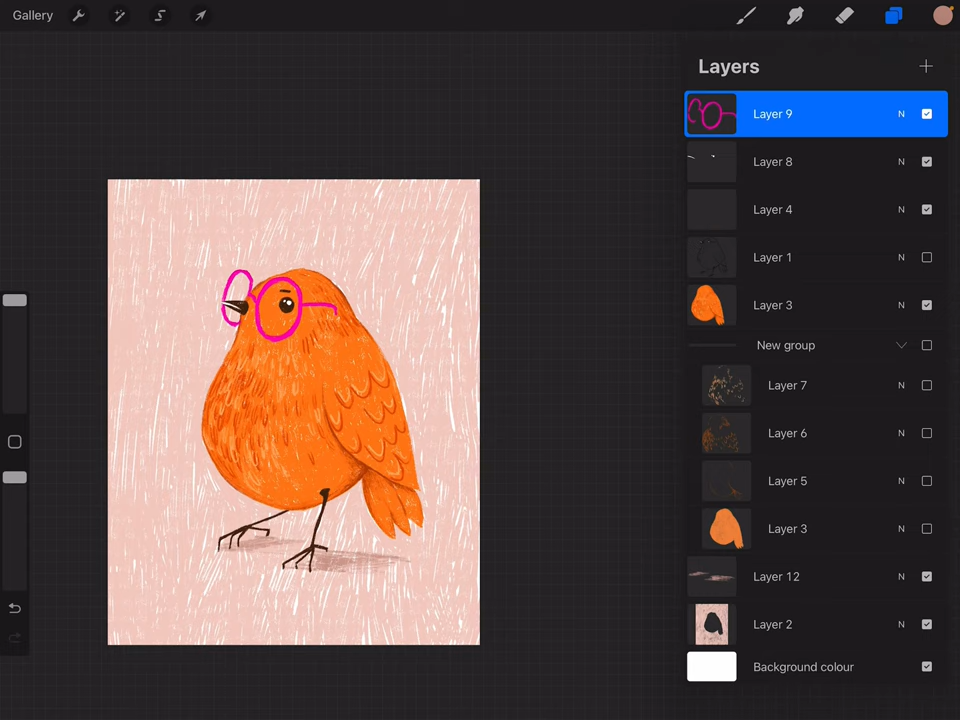 Gallery
Layers
Layer 9 N
Layer 8 N
Layer 4 N
Layer 1 N
Layer 3 N
New group
Layer 7 N
Layer 6 N
Layer 5 N
Layer 3 N
Layer 12 N
Layer 2 N
Background colour